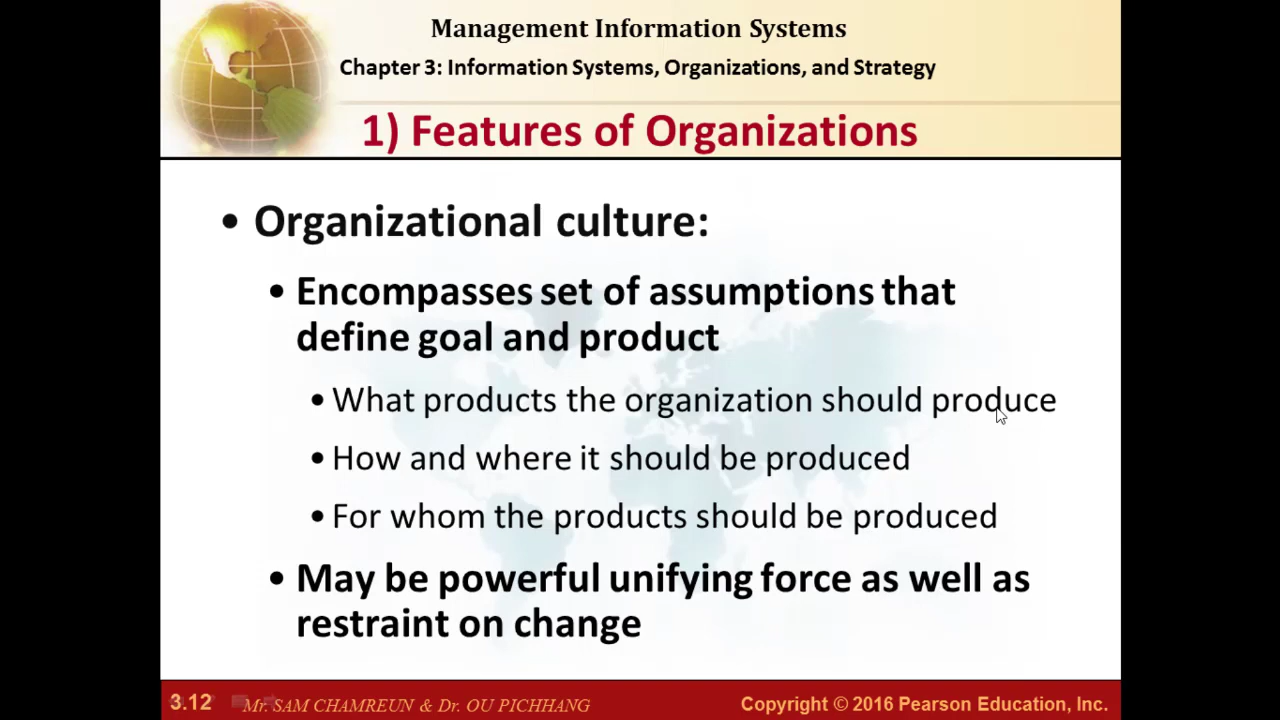 Management Information Systems
Chapter 3: Information Systems, Organizations, and Strategy
1) Features of Organizations
• Organizational culture:
• Encompasses set of assumptions that
define goal and product
• What products the organization should produce
• How and where it should be produced
• For whom the products should be produced
• May be powerful unifying force as well as
restraint on change
3.12
Mr. SAM CHAMREUN & Dr. OU PICHHANG
Copyright © 2016 Pearson Education, Inc.